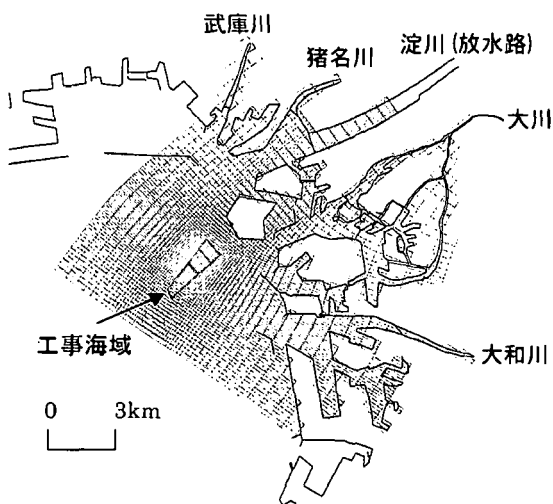 武庫川
猪名川
淀川(放水路)
大川
工事海域
大和川
0 3km